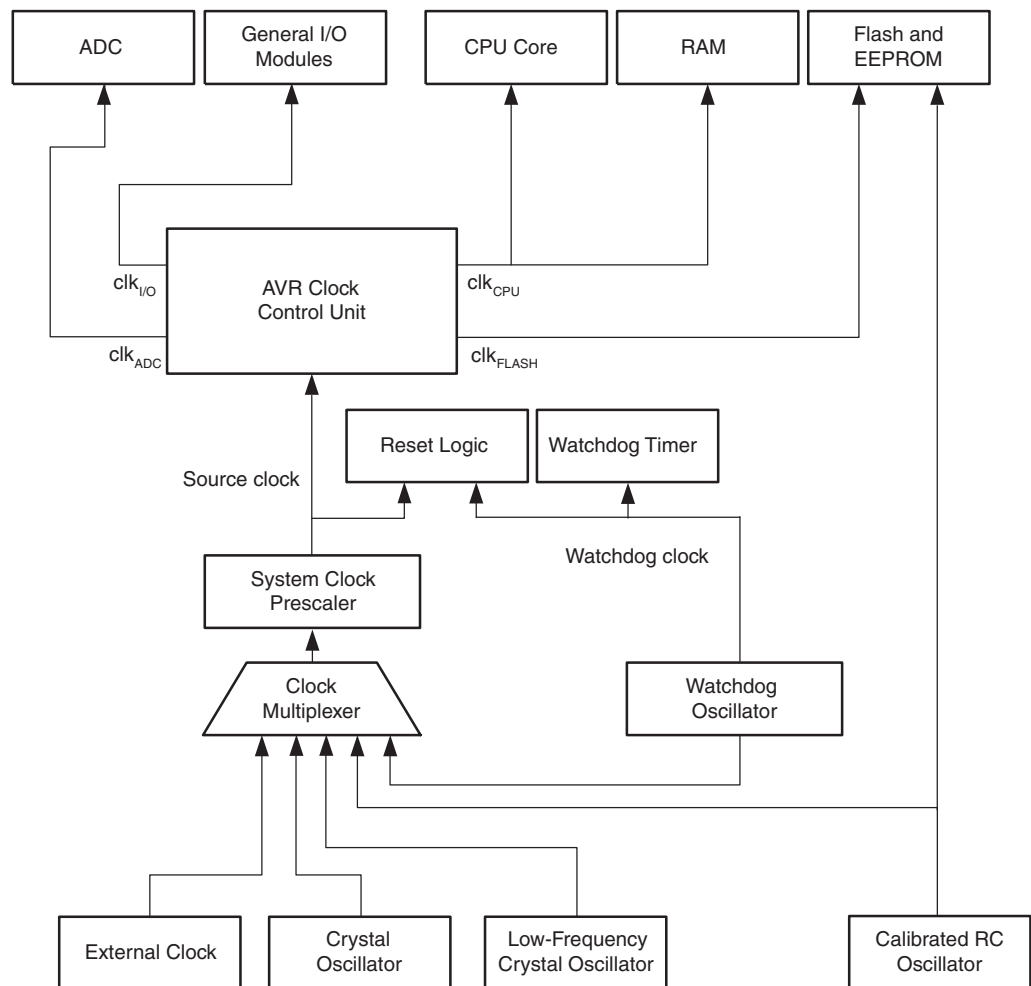 ADC
General I/O
Modules
CPU Core
RAM
Flash and
EEPROM
clkI/O
AVR Clock
Control Unit
clkCPU
clkADC
clkFLASH
Reset Logic
Watchdog Timer
Source clock
Watchdog clock
System Clock
Prescaler
Clock
Multiplexer
Watchdog
Oscillator
External Clock
Crystal
Oscillator
Low-Frequency
Crystal Oscillator
Calibrated RC
Oscillator